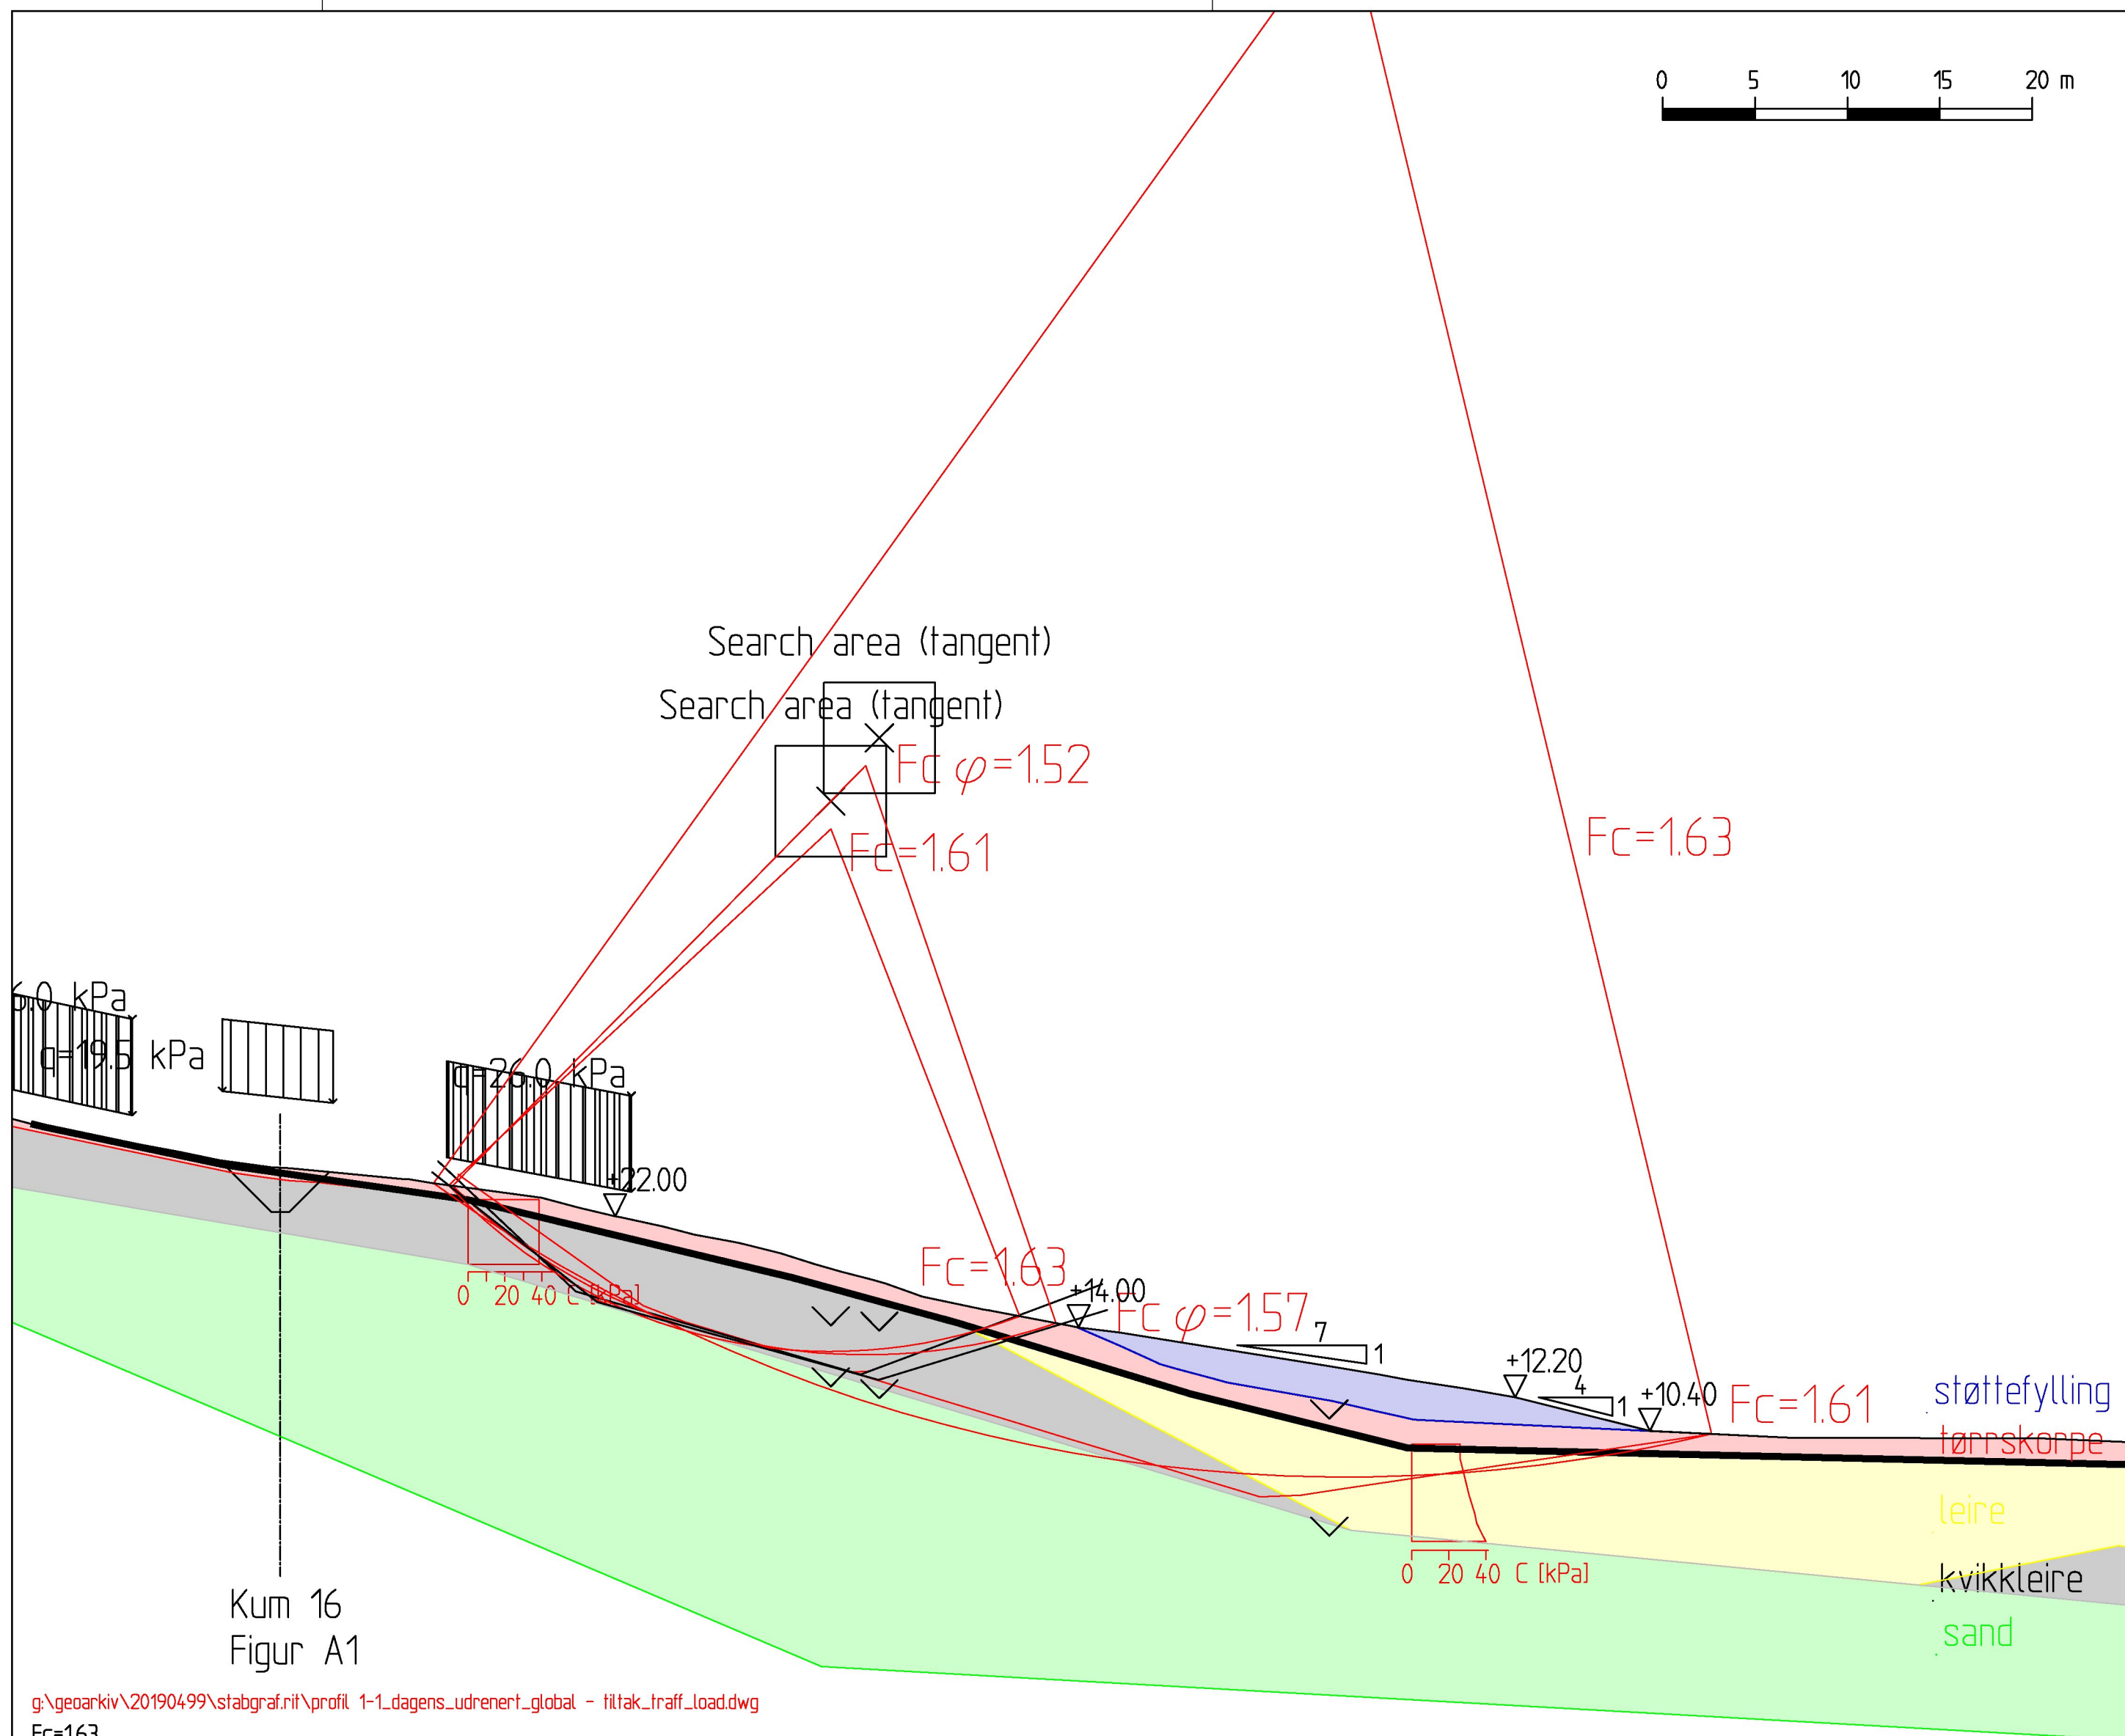 0 5 10 15 20 m
Search area (tangent)
Search area (tangent)
Fc φ=1.52
Fc=1.61
Fc=1.63
kPa
q=19.5 kPa
q=26.0 kPa
+22.00
0 20 40 C [kPa]
Fc=1.63
+14.00
Fc φ=1.57
7
1
+12.20
4
1
+10.40
Fc=1.61
støttefylling
tørrskorpe
leire
kvikkleire
sand
0 20 40 C [kPa]
Kum 16
Figur A1
g:\geoarkiv\20190499\stabgraf.rit\profil 1-1_dagens_udrenert_global - tiltak_traff_load.dwg
Fc=1.63